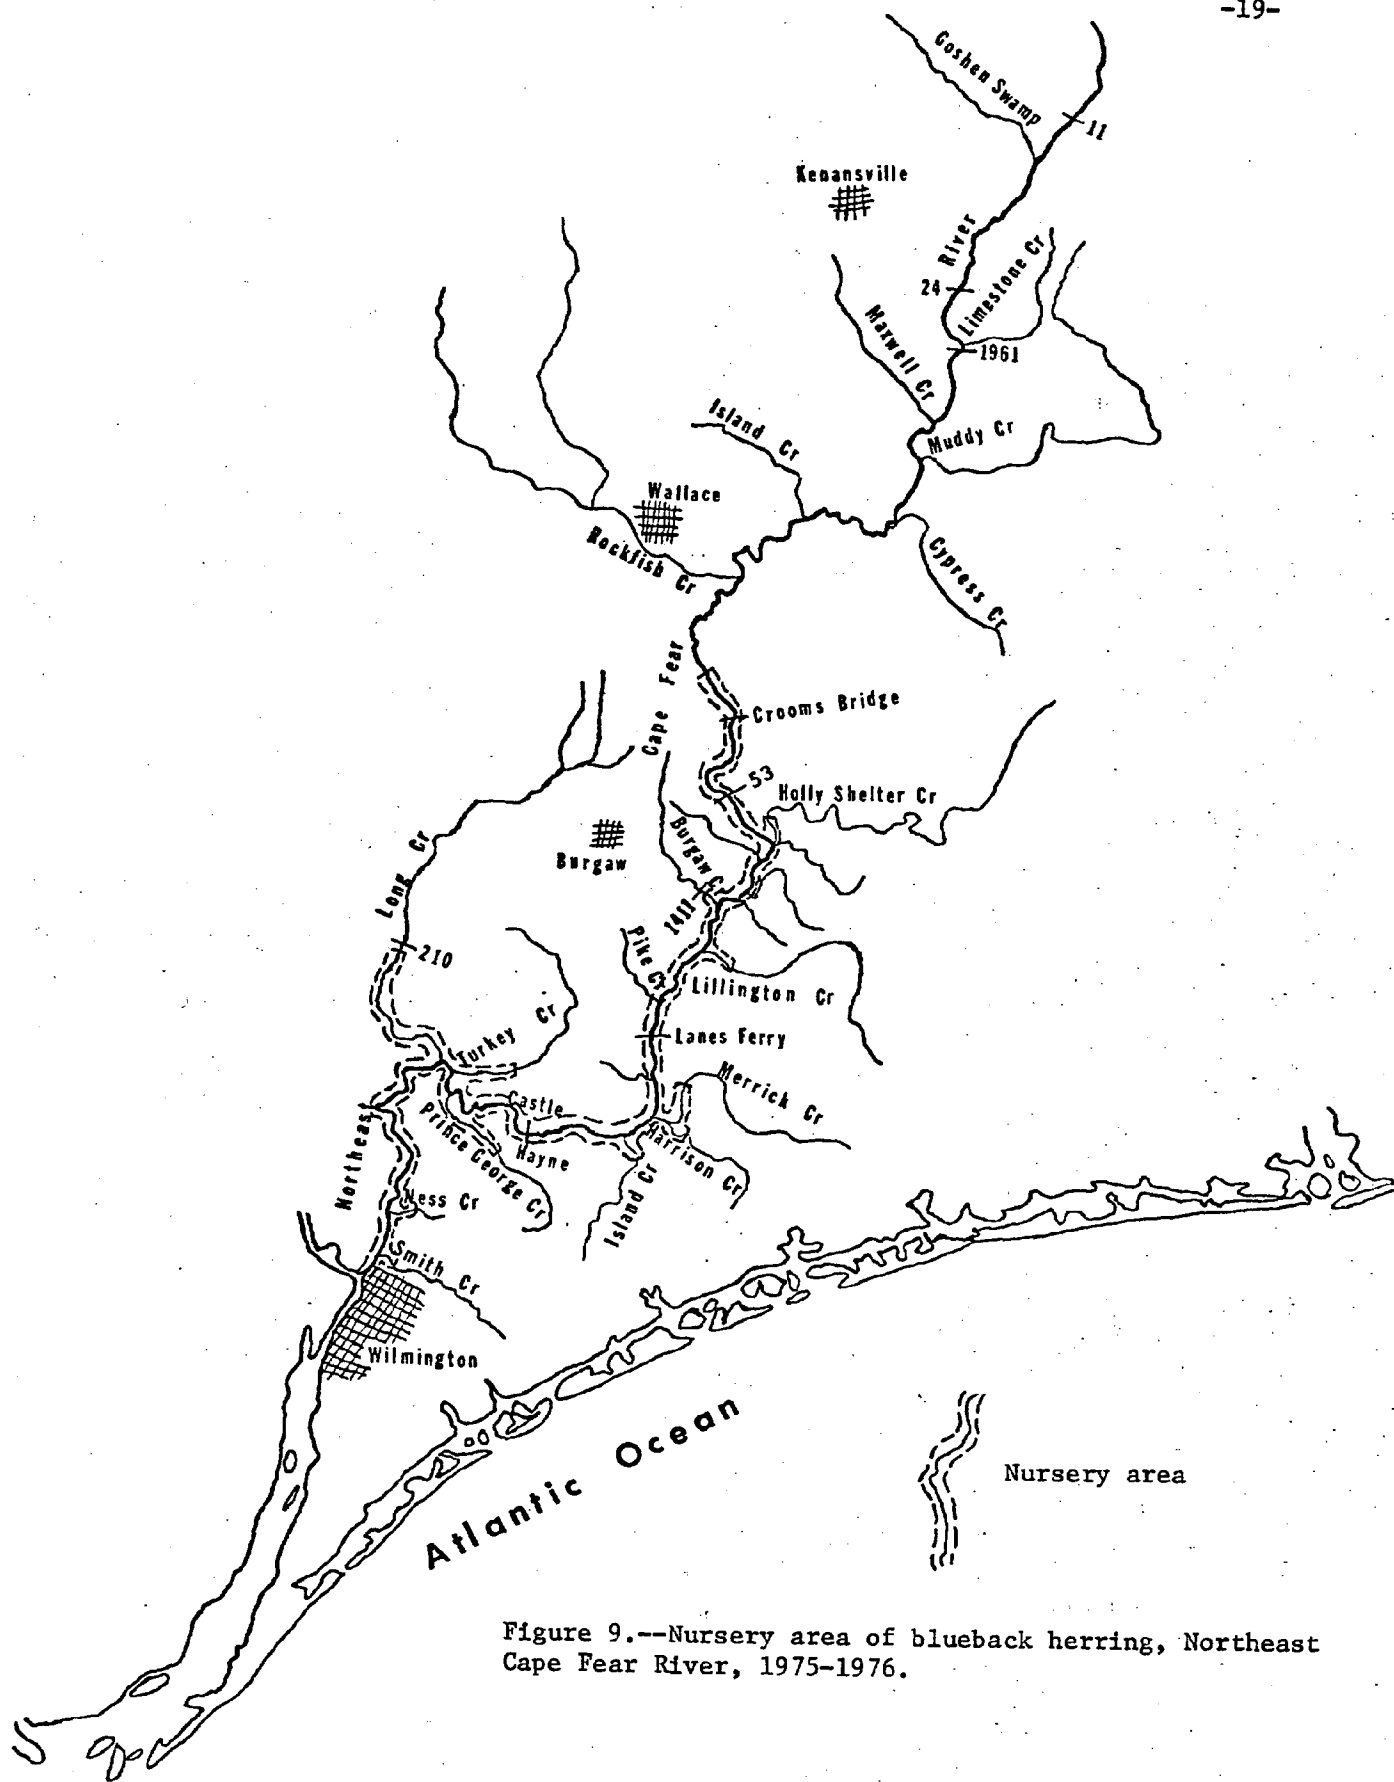 -19-
Goshen Swamp
11
Kenansville
River
24
Limestone Cr
Maxwell Cr
1961
Island Cr
Muddy Cr
Wallace
Rockfish Cr
Cypress Cr
Cape Fear
Crooms Bridge
53
Holly Shelter Cr
Burgaw Cr
Burgaw
Long Cr
1411
210
Pike Cr
Lillington Cr
Turkey Cr
Lanes Ferry
Merrick Cr
Castle
Hayne
Prince George Cr
Harrison Cr
Island Cr
Northeast
Ness Cr
Smith Cr
Wilmington
Atlantic Ocean
Nursery area
Figure 9.--Nursery area of blueback herring, Northeast
Cape Fear River, 1975-1976.